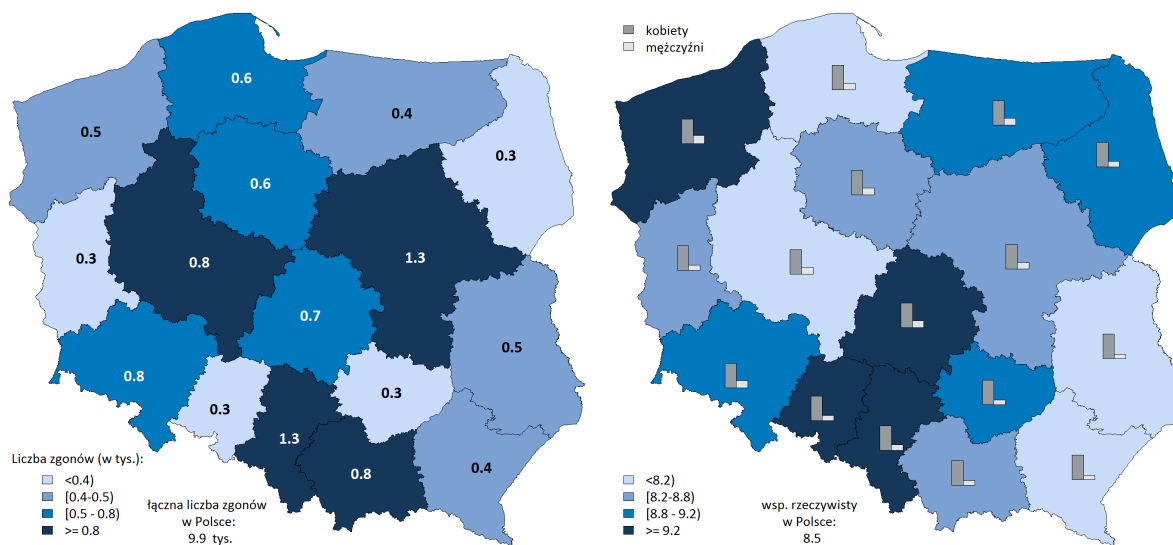 kobiety
mężczyźni
0.6
0.5
0.4
0.3
0.6
0.3
0.8
1.3
0.7
0.5
0.8
0.3
0.3
1.3
0.8
0.4
Liczba zgonów (w tys.):
<0.4)
[0.4-0.5)
[0.5 - 0.8)
>= 0.8
łączna liczba zgonów
w Polsce:
9.9 tys.
<8.2)
[8.2-8.8)
[8.8 - 9.2)
>= 9.2
wsp. rzeczywisty
w Polsce:
8.5